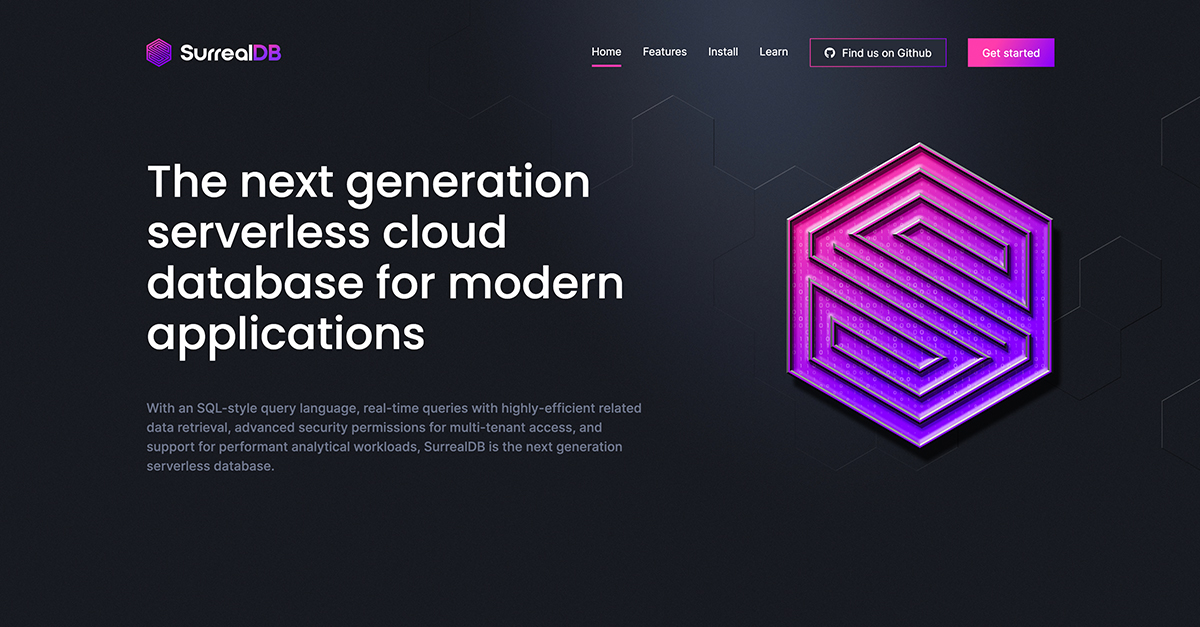 SurrealDB
Home Features Install Learn Find us on Github Get started
The next generation
serverless cloud
database for modern
applications
With an SQL-style query language, real-time queries with highly-efficient related
data retrieval, advanced security permissions for multi-tenant access, and
support for performant analytical workloads, SurrealDB is the next generation
serverless database.